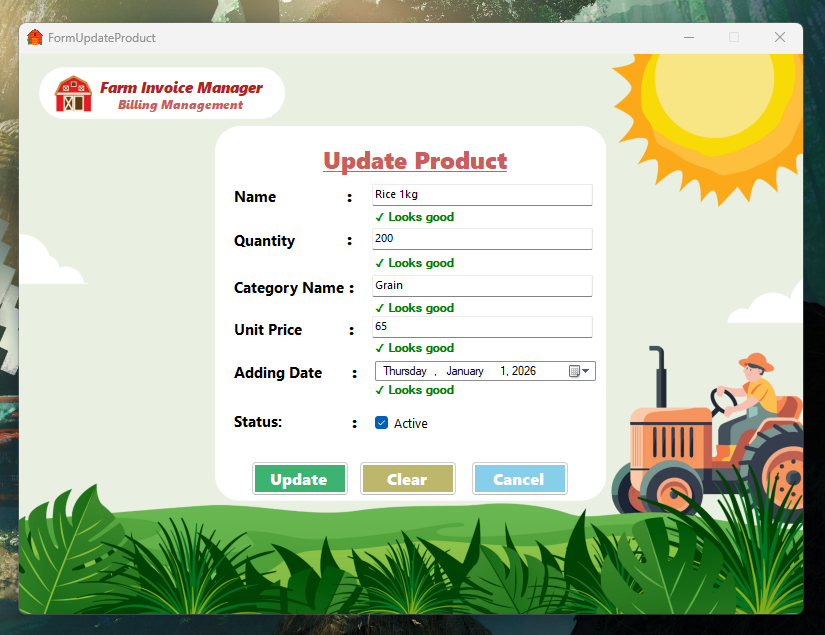 FormUpdateProduct
Farm Invoice Manager
Billing Management
Update Product
Name : Rice 1kg
✓ Looks good
Quantity : 200
✓ Looks good
Category Name : Grain
✓ Looks good
Unit Price : 65
✓ Looks good
Adding Date : Thursday , January 1, 2026
✓ Looks good
Status: : Active
Update Clear Cancel